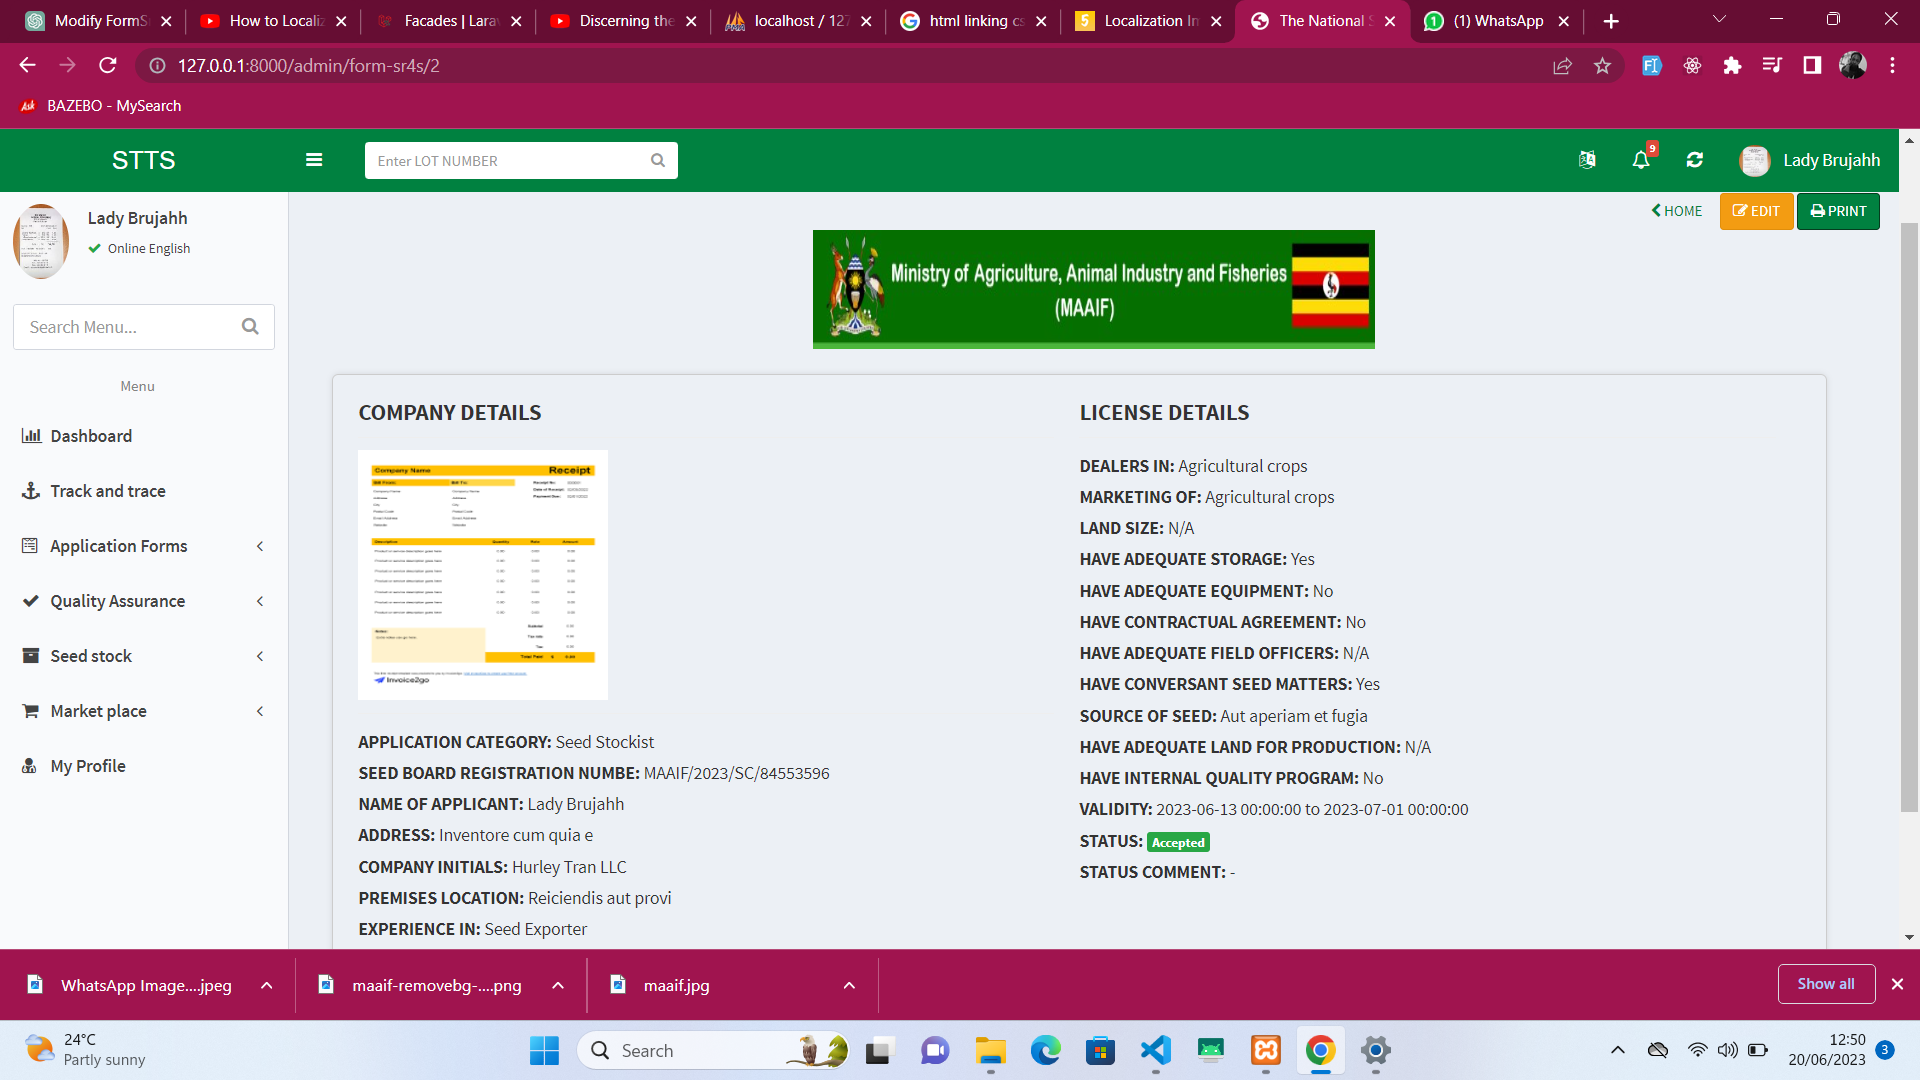 Modify FormS
How to Localiz
Facades | Lara
Discerning the
localhost / 127
html linking cs
Localization In
The National S
(1) WhatsApp
127.0.0.1:8000/admin/form-sr4s/2
BAZEBO - MySearch
STTS
Enter LOT NUMBER
9
Lady Brujahh
Lady Brujahh
Online English
HOME
EDIT
PRINT
Ministry of Agriculture, Animal Industry and Fisheries
(MAAIF)
Search Menu...
Menu
Dashboard
Track and trace
Application Forms
Quality Assurance
Seed stock
Market place
My Profile
COMPANY DETAILS
Company Name Receipt
Bill From: Bill To:
Total Paid $ 0.00
Invoice2go
APPLICATION CATEGORY: Seed Stockist
SEED BOARD REGISTRATION NUMBE: MAAIF/2023/SC/84553596
NAME OF APPLICANT: Lady Brujahh
ADDRESS: Inventore cum quia e
COMPANY INITIALS: Hurley Tran LLC
PREMISES LOCATION: Reiciendis aut provi
EXPERIENCE IN: Seed Exporter
LICENSE DETAILS
DEALERS IN: Agricultural crops
MARKETING OF: Agricultural crops
LAND SIZE: N/A
HAVE ADEQUATE STORAGE: Yes
HAVE ADEQUATE EQUIPMENT: No
HAVE CONTRACTUAL AGREEMENT: No
HAVE ADEQUATE FIELD OFFICERS: N/A
HAVE CONVERSANT SEED MATTERS: Yes
SOURCE OF SEED: Aut aperiam et fugia
HAVE ADEQUATE LAND FOR PRODUCTION: N/A
HAVE INTERNAL QUALITY PROGRAM: No
VALIDITY: 2023-06-13 00:00:00 to 2023-07-01 00:00:00
STATUS: Accepted
STATUS COMMENT: -
WhatsApp Image....jpeg
maaif-removebg-....png
maaif.jpg
Show all
24°C
Partly sunny
Search
12:50
20/06/2023
3